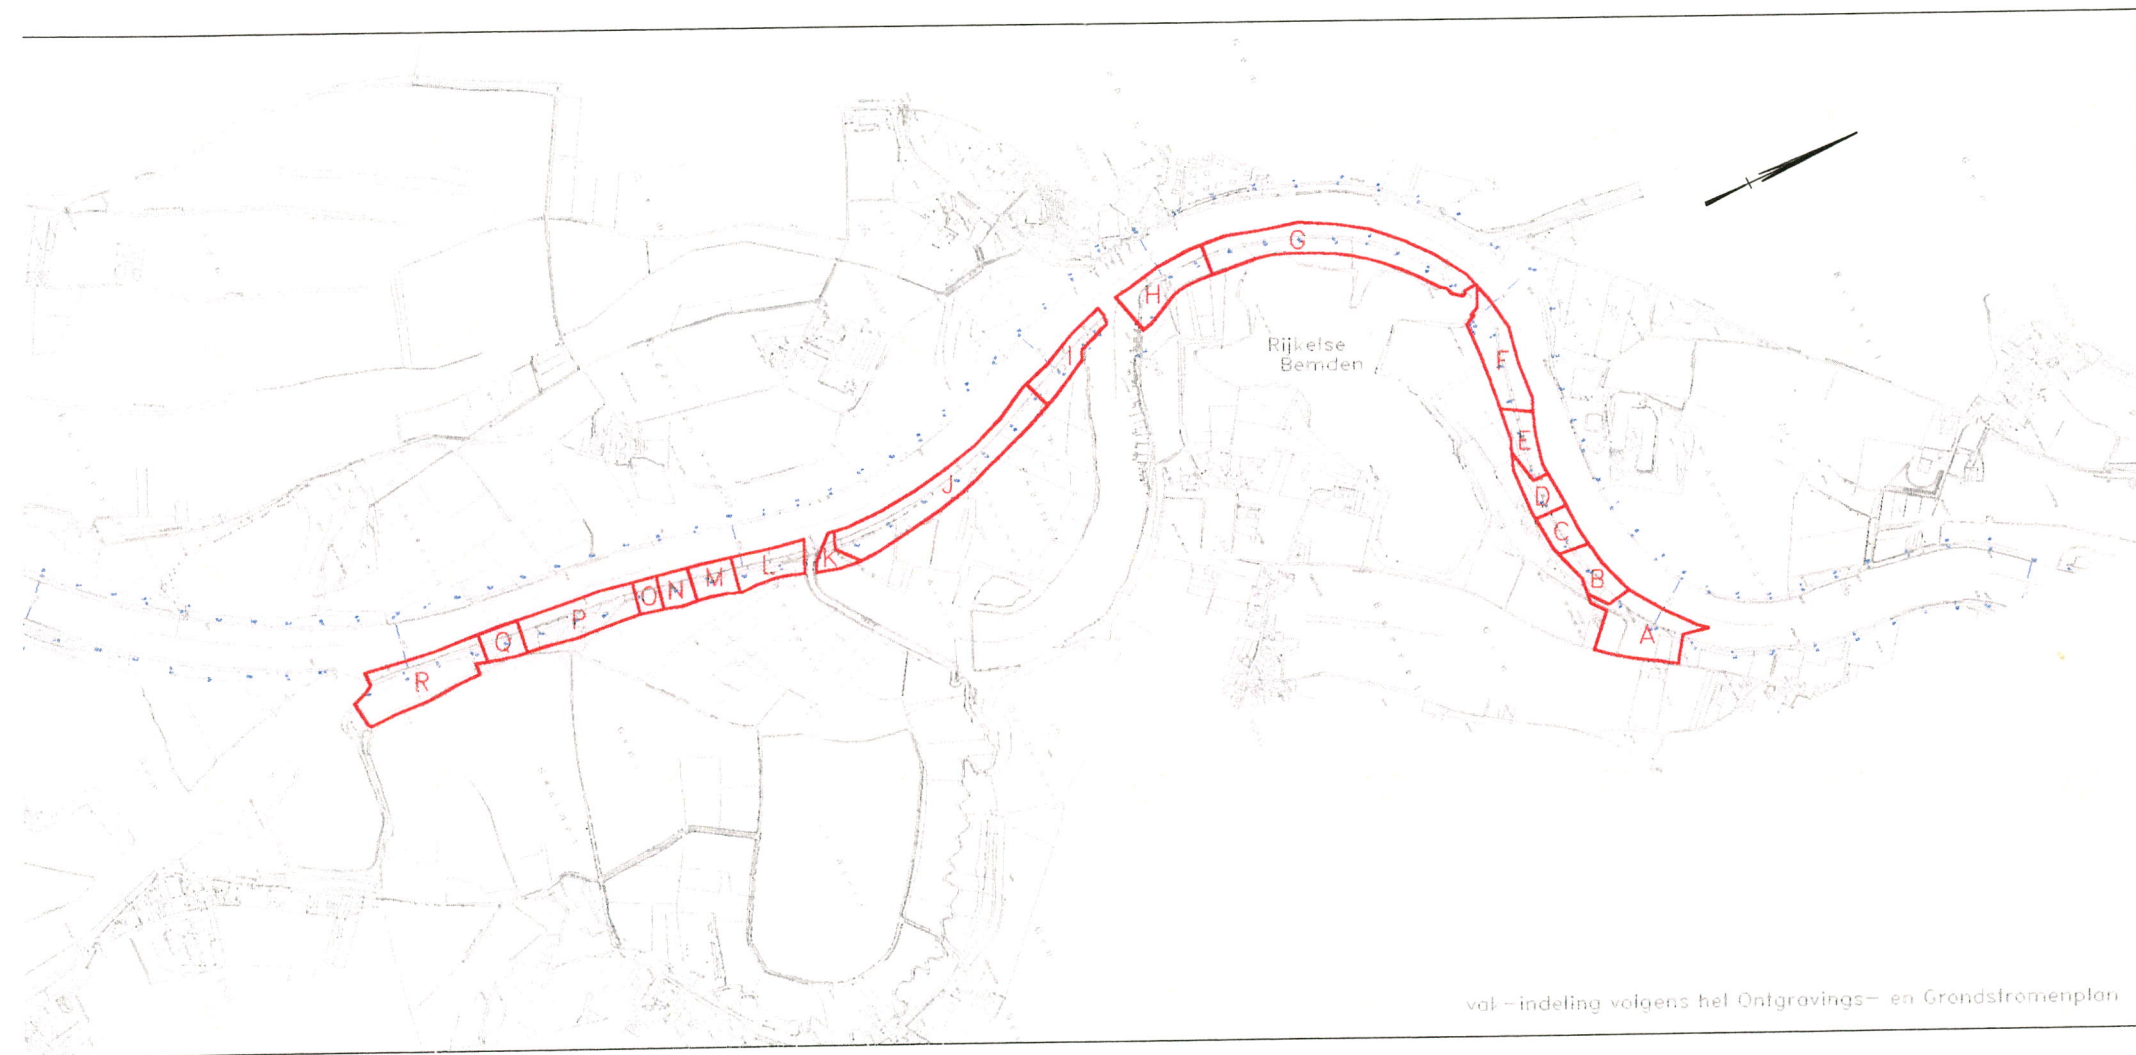 G
H
I
Rijkelse
Bemden
F
E
J
D
C
K
L
B
M
N
O
P
A
Q
R
vak-indeling volgens het Ontgravings- en Grondstromenplan